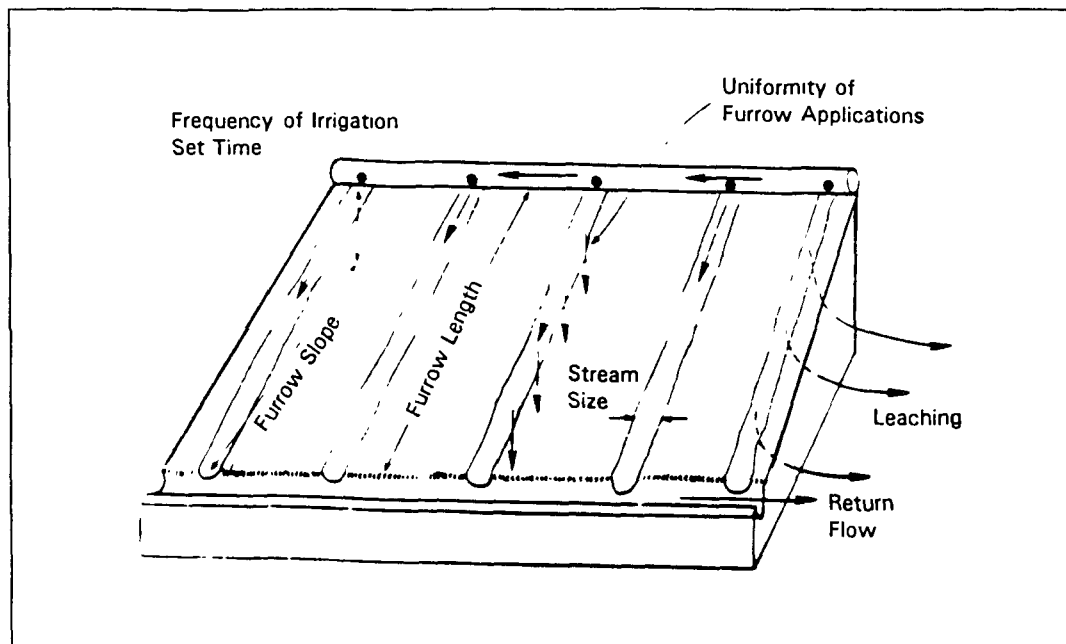 Uniformity of
Furrow Applications
Frequency of Irrigation
Set Time
Furrow Slope
Furrow Length
Stream
Size
Leaching
Return
Flow